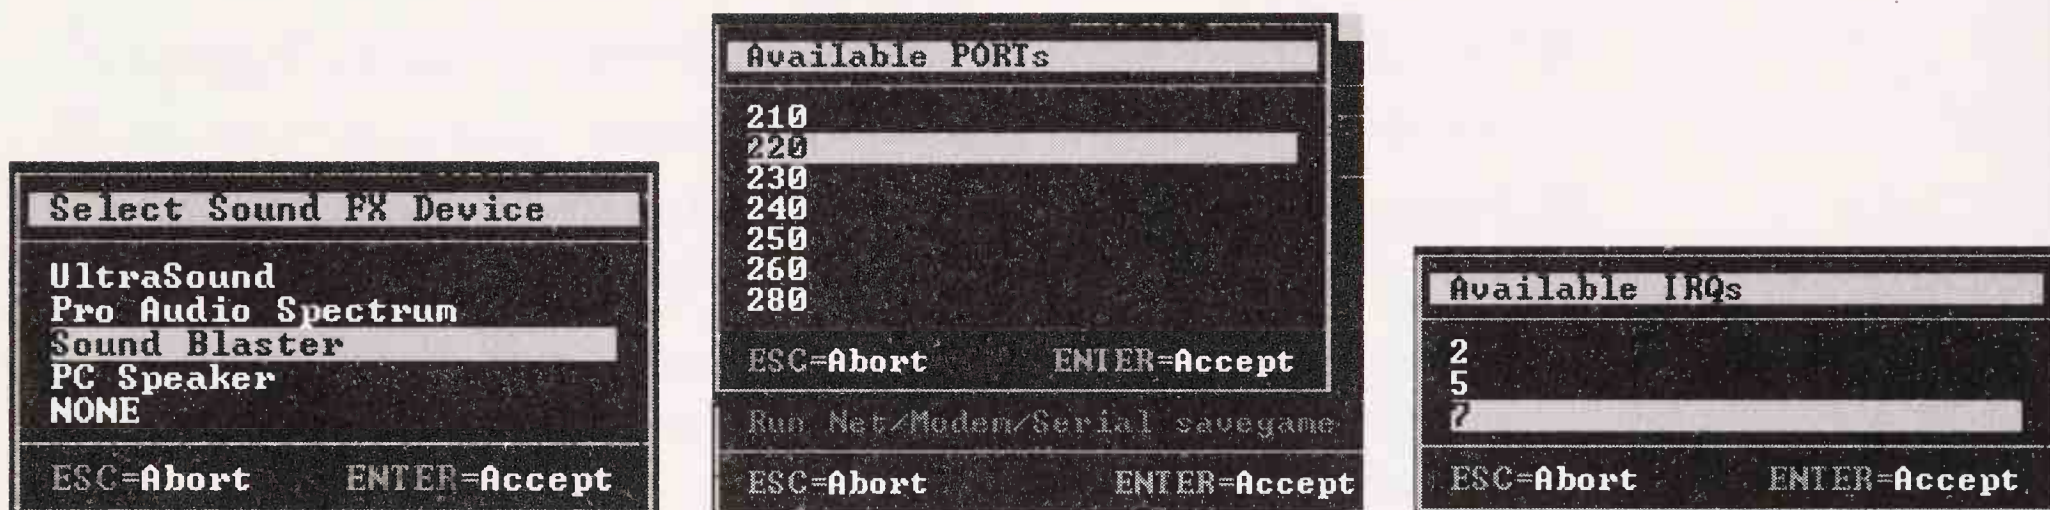 Select Sound FX Device
UltraSound
Pro Audio Spectrum
Sound Blaster
PC Speaker
NONE
ESC=Abort ENTER=Accept
Available PORTs
210
220
230
240
250
260
280
ESC=Abort ENTER=Accept
Run Net/Modem/Serial savegame
ESC=Abort ENTER=Accept
Available IRQs
2
5
7
ESC=Abort ENTER=Accept